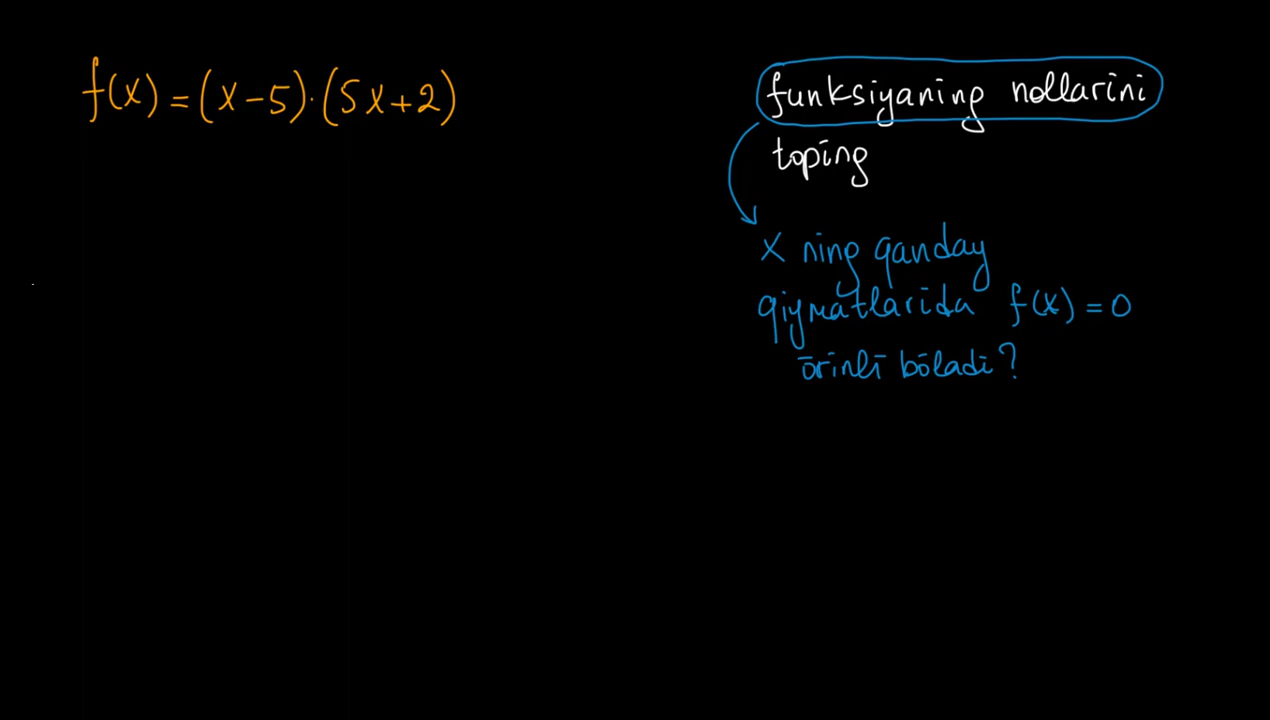 f(x) = (x-5)·(5x+2)
funksiyaning nollarini
toping
x ning qanday
qiymatlarida f(x) = 0
ōrinli bōladi?